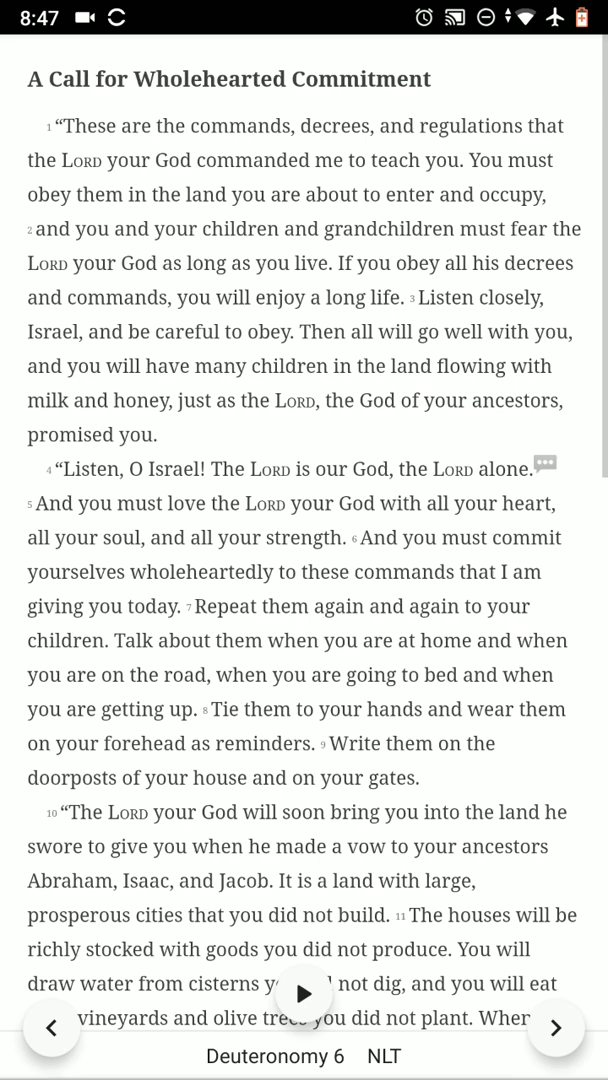 8:47
A Call for Wholehearted Commitment
1 “These are the commands, decrees, and regulations that
the LORD your God commanded me to teach you. You must
obey them in the land you are about to enter and occupy,
2 and you and your children and grandchildren must fear the
LORD your God as long as you live. If you obey all his decrees
and commands, you will enjoy a long life. 3 Listen closely,
Israel, and be careful to obey. Then all will go well with you,
and you will have many children in the land flowing with
milk and honey, just as the LORD, the God of your ancestors,
promised you.
4 “Listen, O Israel! The LORD is our God, the LORD alone.
5 And you must love the LORD your God with all your heart,
all your soul, and all your strength. 6 And you must commit
yourselves wholeheartedly to these commands that I am
giving you today. 7 Repeat them again and again to your
children. Talk about them when you are at home and when
you are on the road, when you are going to bed and when
you are getting up. 8 Tie them to your hands and wear them
on your forehead as reminders. 9 Write them on the
doorposts of your house and on your gates.
10 “The LORD your God will soon bring you into the land he
swore to give you when he made a vow to your ancestors
Abraham, Isaac, and Jacob. It is a land with large,
prosperous cities that you did not build. 11 The houses will be
richly stocked with goods you did not produce. You will
draw water from cisterns not dig, and you will eat
vineyards and olive trees you did not plant. When
Deuteronomy 6 NLT